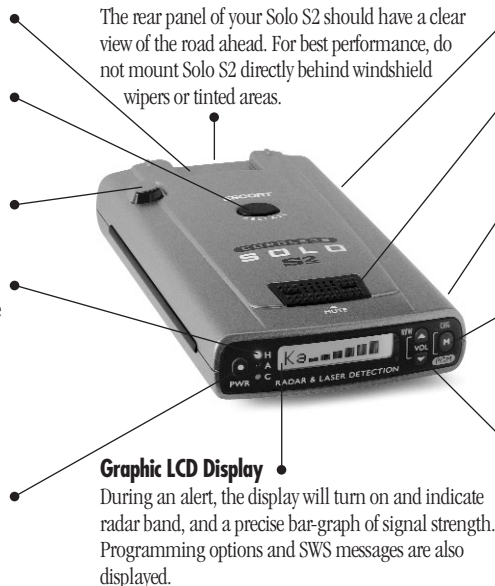 The rear panel of your Solo S2 should have a clear
view of the road ahead. For best performance, do
not mount Solo S2 directly behind windshield
wipers or tinted areas.
ESCORT
CORDLESS
SOLO
S2
MUTE
PWR
H
A
C
Ka
RADAR & LASER DETECTION
VOL
M
e
Graphic LCD Display
During an alert, the display will turn on and indicate
radar band, and a precise bar-graph of signal strength.
Programming options and SWS messages are also
displayed.